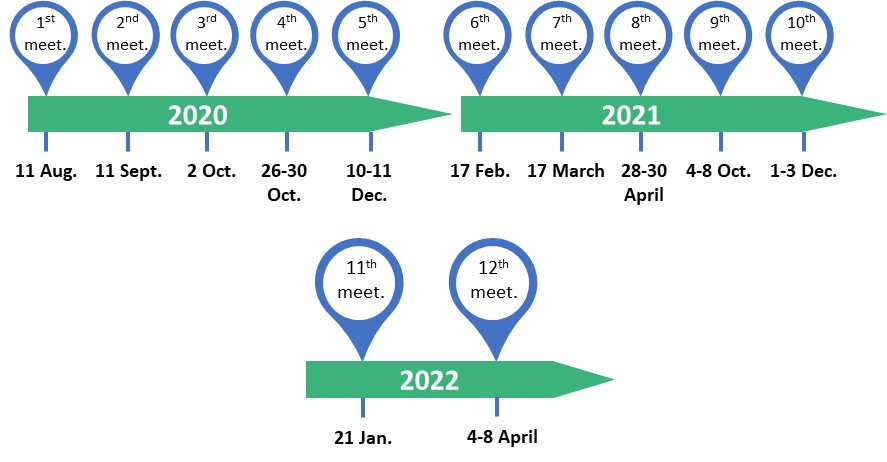 1st 2nd 3rd 4th 5th 6th 7th 8th 9th 10th
meet. meet. meet. meet. meet. meet. meet. meet. meet. meet.
2020 2021
11 Aug. 11 Sept. 2 Oct. 26-30 10-11 17 Feb. 17 March 28-30 4-8 Oct. 1-3 Dec.
Oct. Dec. April
11th 12th
meet. meet.
2022
21 Jan. 4-8 April